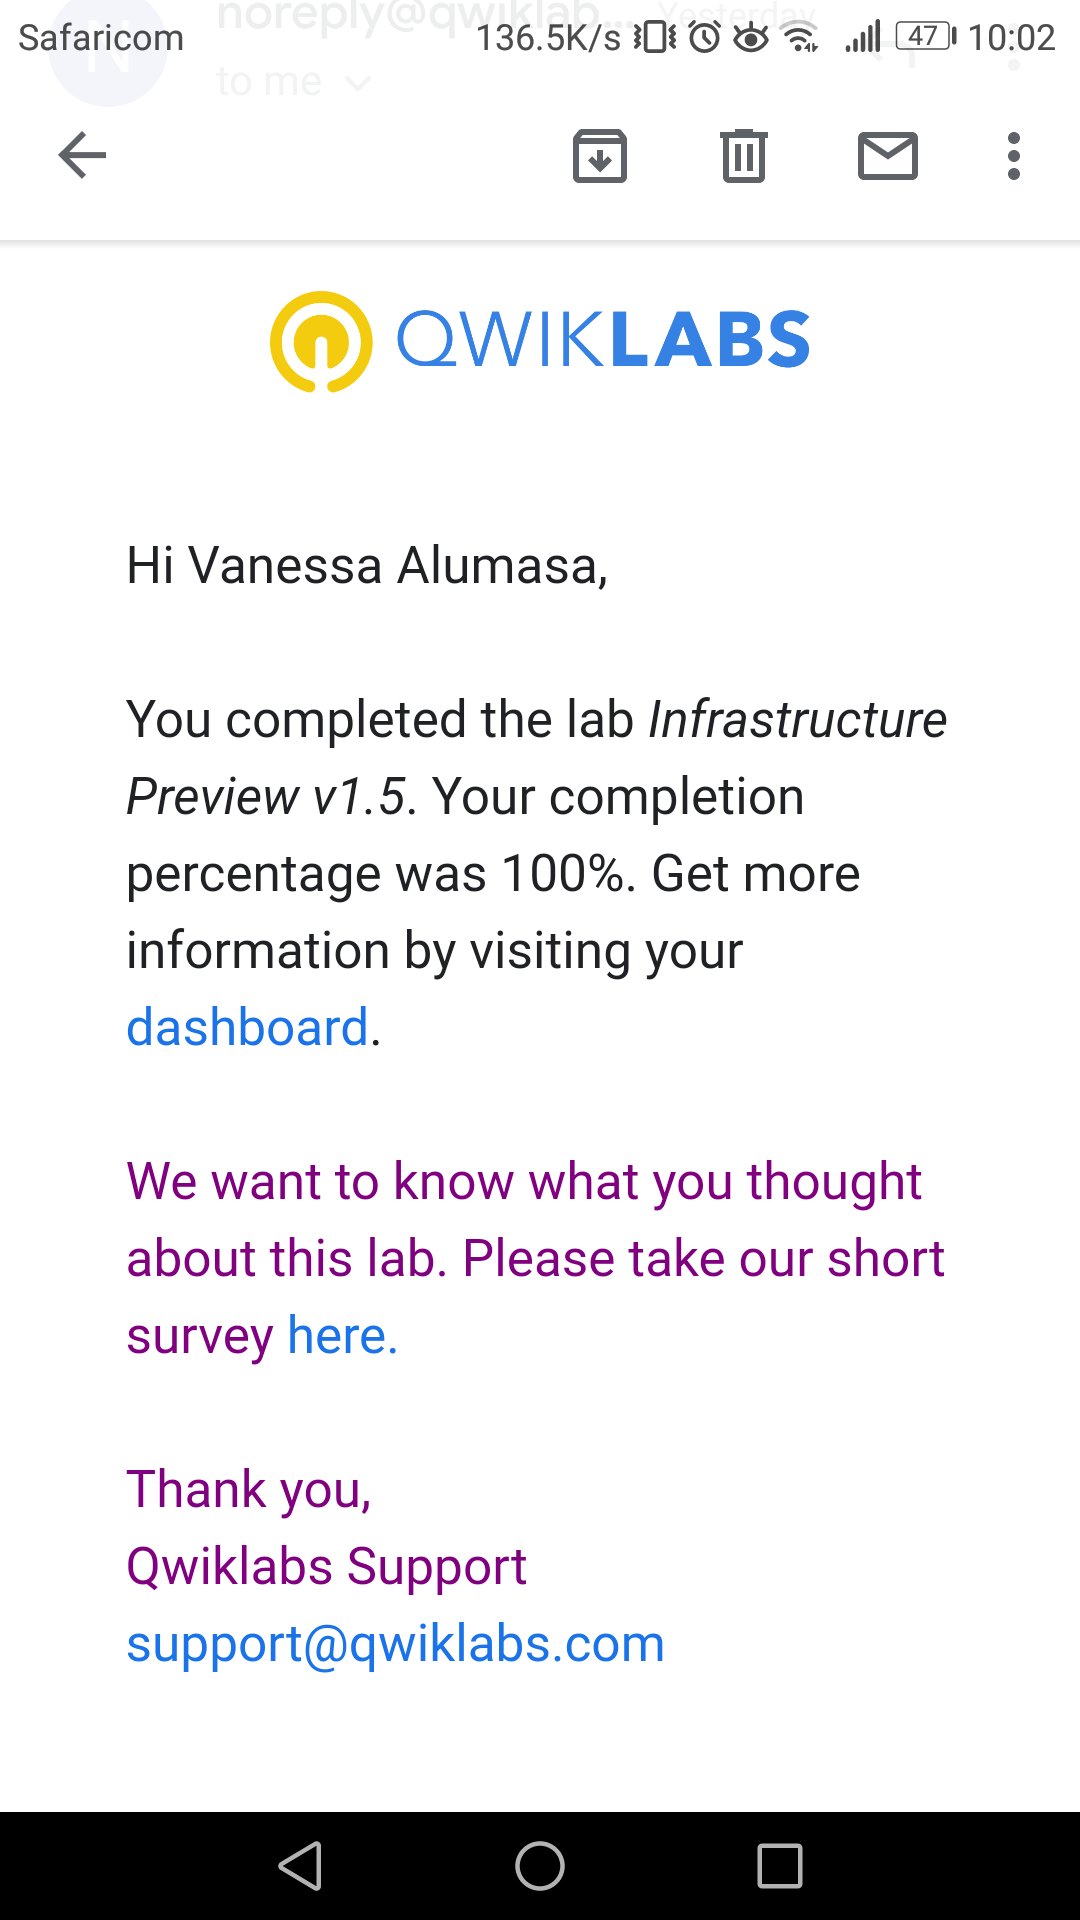 Safaricom 136.5K/s 47 10:02
noreply@qwiklab... Yesterday
N
to me
QWIKLABS
Hi Vanessa Alumasa,
You completed the lab Infrastructure
Preview v1.5. Your completion
percentage was 100%. Get more
information by visiting your
dashboard.
We want to know what you thought
about this lab. Please take our short
survey here.
Thank you,
Qwiklabs Support
support@qwiklabs.com